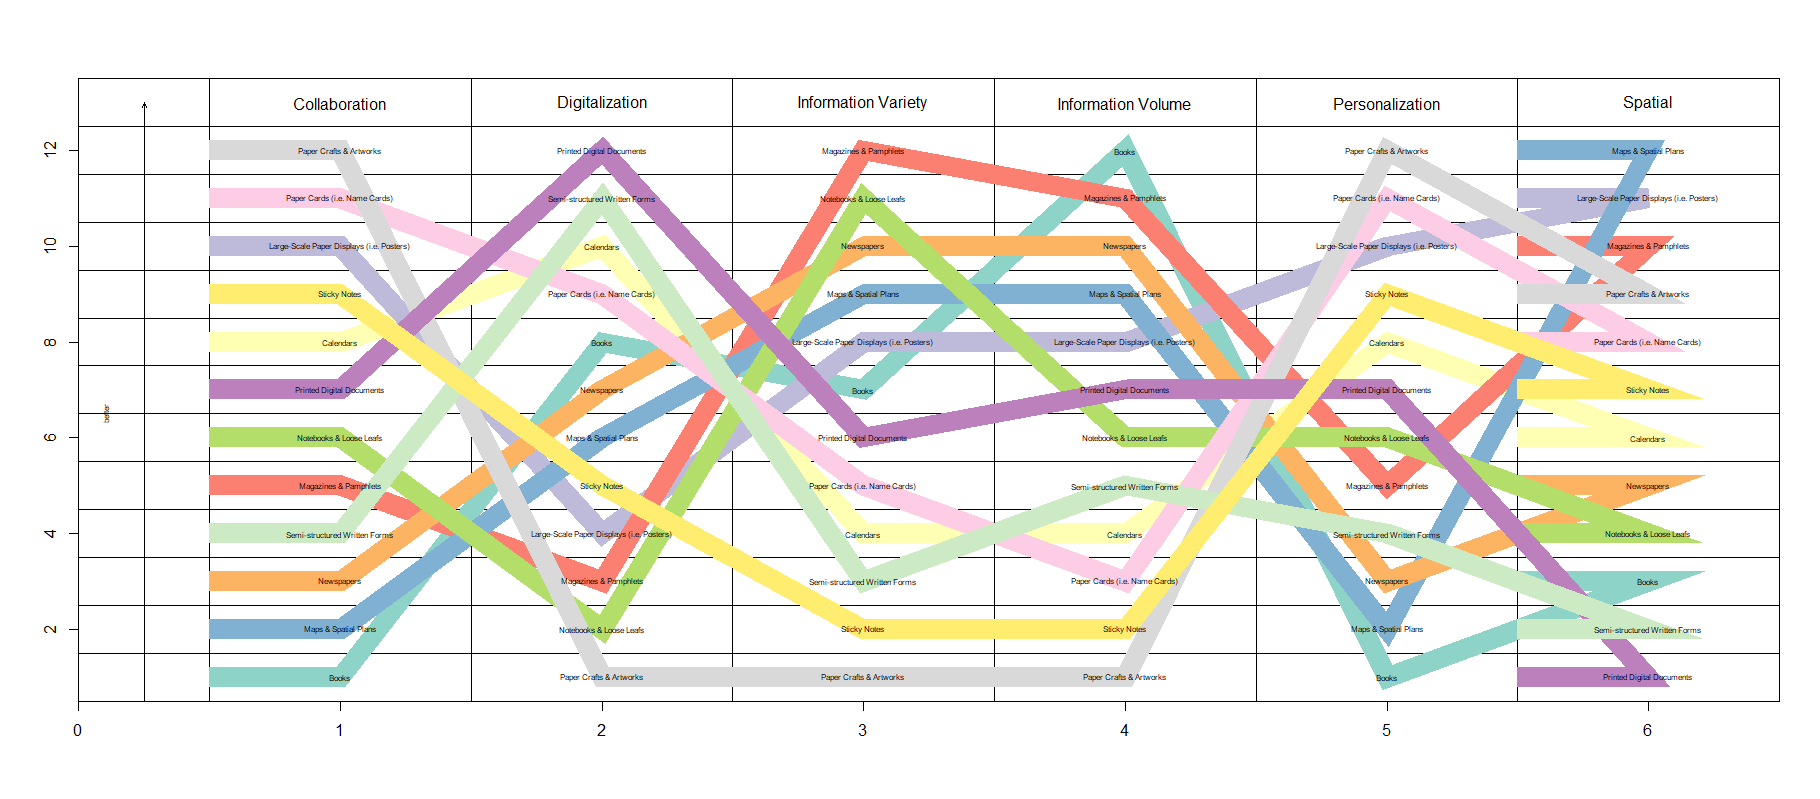 Collaboration Digitalization Information Variety Information Volume Personalization Spatial
12 Paper Crafts & Artworks Printed Digital Documents Magazines & Pamphlets Books Paper Crafts & Artworks Maps & Spatial Plans
Paper Cards (i.e. Name Cards) Semi-structured Written Forms Notebooks & Loose Leafs Magazines & Pamphlets Paper Cards (i.e. Name Cards) Large-Scale Paper Displays (i.e. Posters)
10 Large-Scale Paper Displays (i.e. Posters) Calendars Newspapers Newspapers Large-Scale Paper Displays (i.e. Posters) Magazines & Pamphlets
Sticky Notes Paper Cards (i.e. Name Cards) Maps & Spatial Plans Maps & Spatial Plans Sticky Notes Paper Crafts & Artworks
8 Calendars Books Large-Scale Paper Displays (i.e. Posters) Large-Scale Paper Displays (i.e. Posters) Calendars Paper Cards (i.e. Name Cards)
Printed Digital Documents Newspapers Books Printed Digital Documents Printed Digital Documents Sticky Notes
better
6 Notebooks & Loose Leafs Maps & Spatial Plans Printed Digital Documents Notebooks & Loose Leafs Notebooks & Loose Leafs Calendars
Magazines & Pamphlets Sticky Notes Paper Cards (i.e. Name Cards) Semi-structured Written Forms Magazines & Pamphlets Newspapers
4 Semi-structured Written Forms Large-Scale Paper Displays (i.e. Posters) Calendars Calendars Semi-structured Written Forms Notebooks & Loose Leafs
Newspapers Magazines & Pamphlets Semi-structured Written Forms Paper Cards (i.e. Name Cards) Newspapers Books
2 Maps & Spatial Plans Notebooks & Loose Leafs Sticky Notes Sticky Notes Maps & Spatial Plans Semi-structured Written Forms
Books Paper Crafts & Artworks Paper Crafts & Artworks Paper Crafts & Artworks Books Printed Digital Documents
0 1 2 3 4 5 6